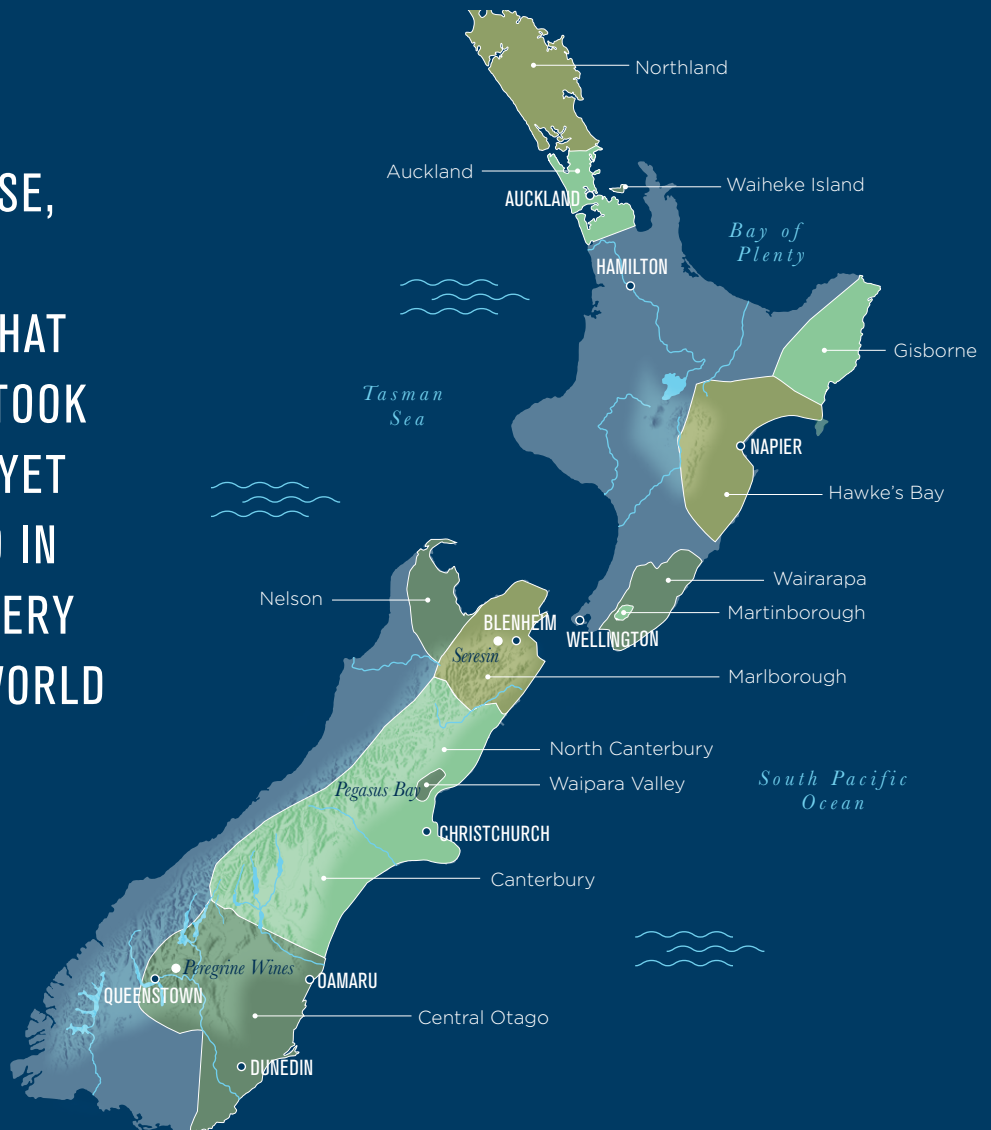 SE,
HAT
TOOK
YET
IN
ERY
WORLD
Northland
Auckland
AUCKLAND
Waiheke Island
Bay of
Plenty
HAMILTON
Gisborne
Tasman
Sea
NAPIER
Hawke's Bay
Wairarapa
Nelson
Martinborough
BLENHEIM
WELLINGTON
Seresin
Marlborough
North Canterbury
Waipara Valley
Pegasus Bay
South Pacific
Ocean
CHRISTCHURCH
Canterbury
Peregrine Wines
OAMARU
QUEENSTOWN
Central Otago
DUNEDIN